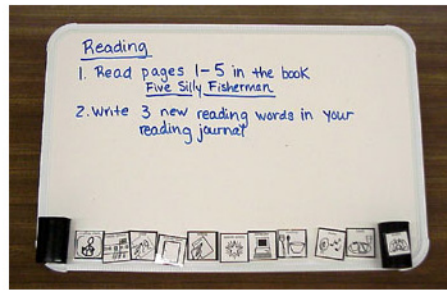 Reading
1. Read pages 1-5 in the book
Five Silly Fisherman
2. Write 3 new reading words in your
reading journal